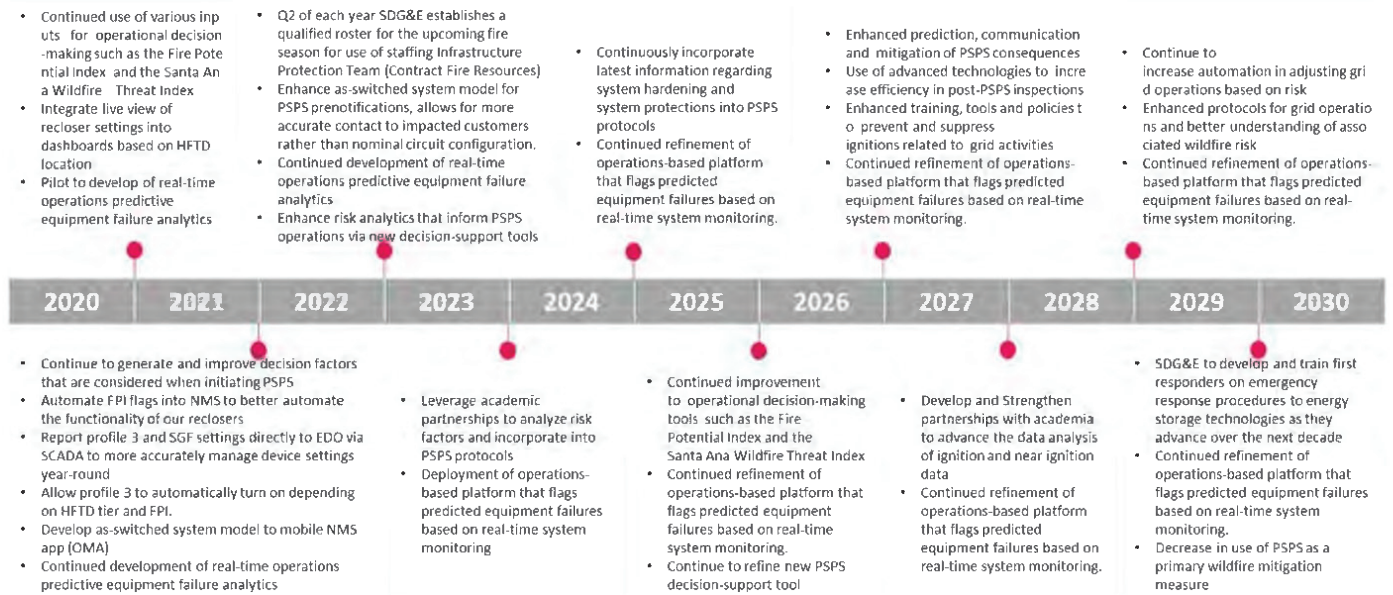 • Continued use of various inp
uts for operational decision
-making such as the Fire Pote
ntial Index and the Santa An
a Wildfire Threat Index
• Integrate live view of
recloser settings into
dashboards based on HFTD
location
• Pilot to develop of real-time
operations predictive
equipment failure analytics
• Q2 of each year SDG&E establishes a
qualified roster for the upcoming fire
season for use of staffing Infrastructure
Protection Team (Contract Fire Resources)
• Enhance as-switched system model for
PSPS prenotifications, allows for more
accurate contact to impacted customers
rather than nominal circuit configuration.
• Continued development of real-time
operations predictive equipment failure
analytics
• Enhance risk analytics that inform PSPS
operations via new decision-support tools
• Continuously incorporate
latest information regarding
system hardening and
system protections into PSPS
protocols
• Continued refinement of
operations-based platform
that flags predicted
equipment failures based on
real-time system monitoring.
• Enhanced prediction, communication
and mitigation of PSPS consequences
• Use of advanced technologies to incre
ase efficiency in post-PSPS inspections
• Enhanced training, tools and policies t
o prevent and suppress
ignitions related to grid activities
• Continued refinement of operations-
based platform that flags predicted
equipment failures based on real-time
system monitoring.
• Continue to
increase automation in adjusting gri
d operations based on risk
• Enhanced protocols for grid operatio
ns and better understanding of asso
ciated wildfire risk
• Continued refinement of operations-
based platform that flags predicted
equipment failures based on real-
time system monitoring.
2020 2021 2022 2023 2024 2025 2026 2027 2028 2029 2030
• Continue to generate and improve decision factors
that are considered when initiating PSPS
• Automate FPI flags into NMS to better automate
the functionality of our reclosers
• Report profile 3 and SGF settings directly to EDO via
SCADA to more accurately manage device settings
year-round
• Allow profile 3 to automatically turn on depending
on HFTD tier and FPI.
• Develop as-switched system model to mobile NMS
app (OMA)
• Continued development of real-time operations
predictive equipment failure analytics
• Leverage academic
partnerships to analyze risk
factors and incorporate into
PSPS protocols
• Deployment of operations-
based platform that flags
predicted equipment failures
based on real-time system
monitoring
• Continued improvement
to operational decision-making
tools such as the Fire
Potential Index and the
Santa Ana Wildfire Threat Index
• Continued refinement of
operations-based platform that
flags predicted equipment
failures based on real-time
system monitoring.
• Continue to refine new PSPS
decision-support tool
• Develop and Strengthen
partnerships with academia
to advance the data analysis
of ignition and near ignition
data
• Continued refinement of
operations-based platform
that flags predicted
equipment failures based on
real-time system monitoring.
• SDG&E to develop and train first
responders on emergency
response procedures to energy
storage technologies as they
advance over the next decade
• Continued refinement of
operations-based platform that
flags predicted equipment failures
based on real-time system
monitoring.
• Decrease in use of PSPS as a
primary wildfire mitigation
measure